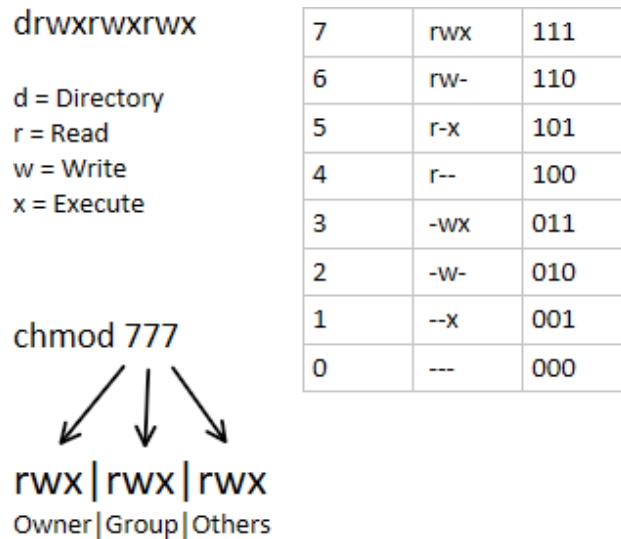 drwxrwxrwx
d = Directory
r = Read
w = Write
x = Execute
chmod 777
rwx|rwx|rwx
Owner|Group|Others
7 rwx 111
6 rw- 110
5 r-x 101
4 r-- 100
3 -wx 011
2 -w- 010
1 --x 001
0 --- 000